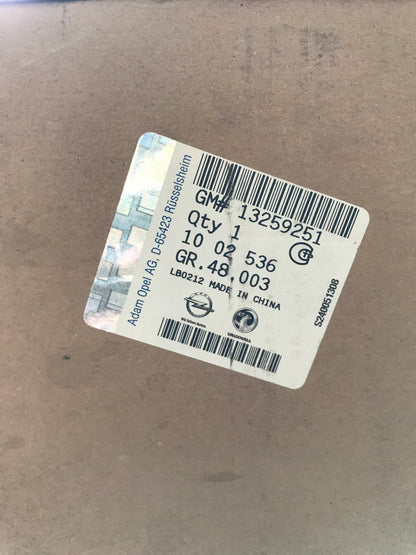 Adam Opel AG, D-65423 Rüsselsheim
GM# 13259251
Qty 1
10 02 536
GR.48.003
LB0212 MADE IN CHINA
VAUXHALL
S240051308